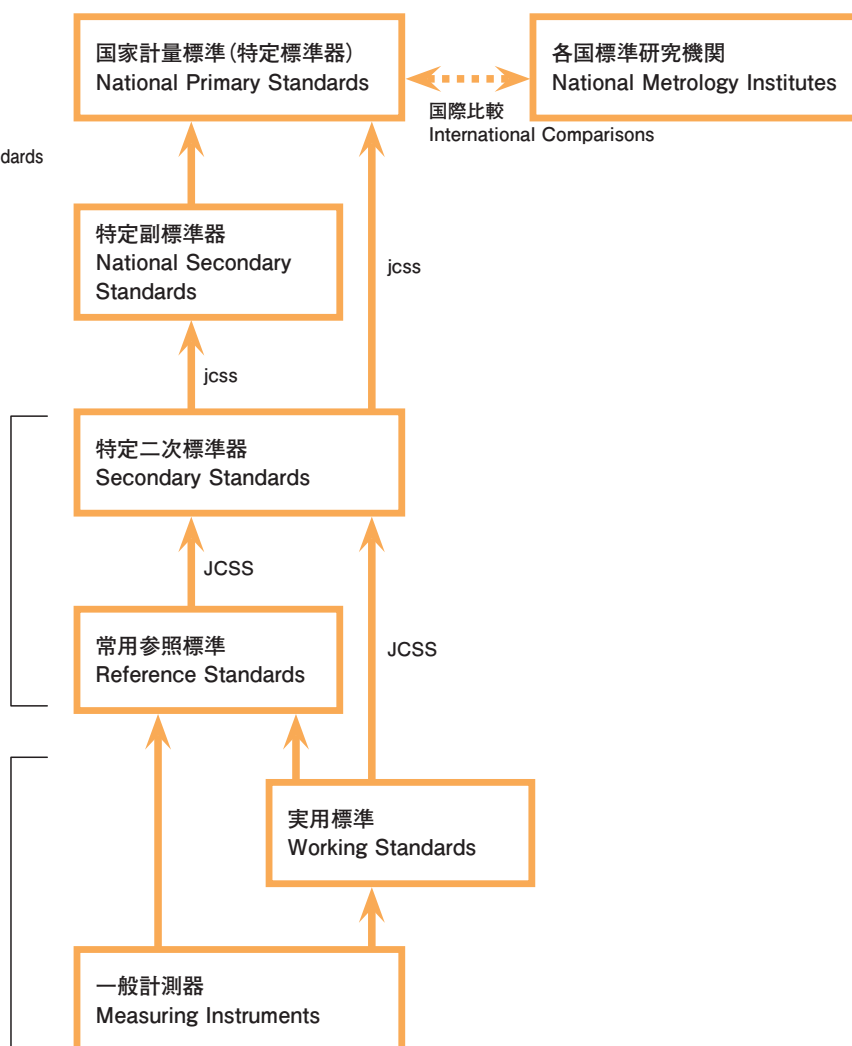 国家計量標準(特定標準器)
National Primary Standards
各国標準研究機関
National Metrology Institutes
国際比較
International Comparisons
dards
特定副標準器
National Secondary
Standards
jcss
jcss
特定二次標準器
Secondary Standards
JCSS
常用参照標準
Reference Standards
JCSS
実用標準
Working Standards
一般計測器
Measuring Instruments